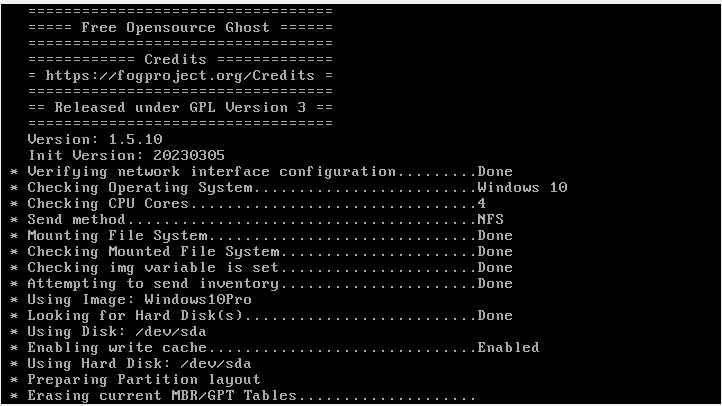 ==================================
===== Free Opensource Ghost ======
==================================
============ Credits =============
= https://fogproject.org/Credits =
==================================
== Released under GPL Version 3 ==
==================================
Version: 1.5.10
Init Version: 20230305
* Verifying network interface configuration.........Done
* Checking Operating System.........................Windows 10
* Checking CPU Cores................................4
* Send method.......................................NFS
* Mounting File System..............................Done
* Checking Mounted File System......................Done
* Checking img variable is set......................Done
* Attempting to send inventory......................Done
* Using Image: Windows10Pro
* Looking for Hard Disk(s)..........................Done
* Using Disk: /dev/sda
* Enabling write cache..............................Enabled
* Using Hard Disk: /dev/sda
* Preparing Partition layout
* Erasing current MBR/GPT Tables....................